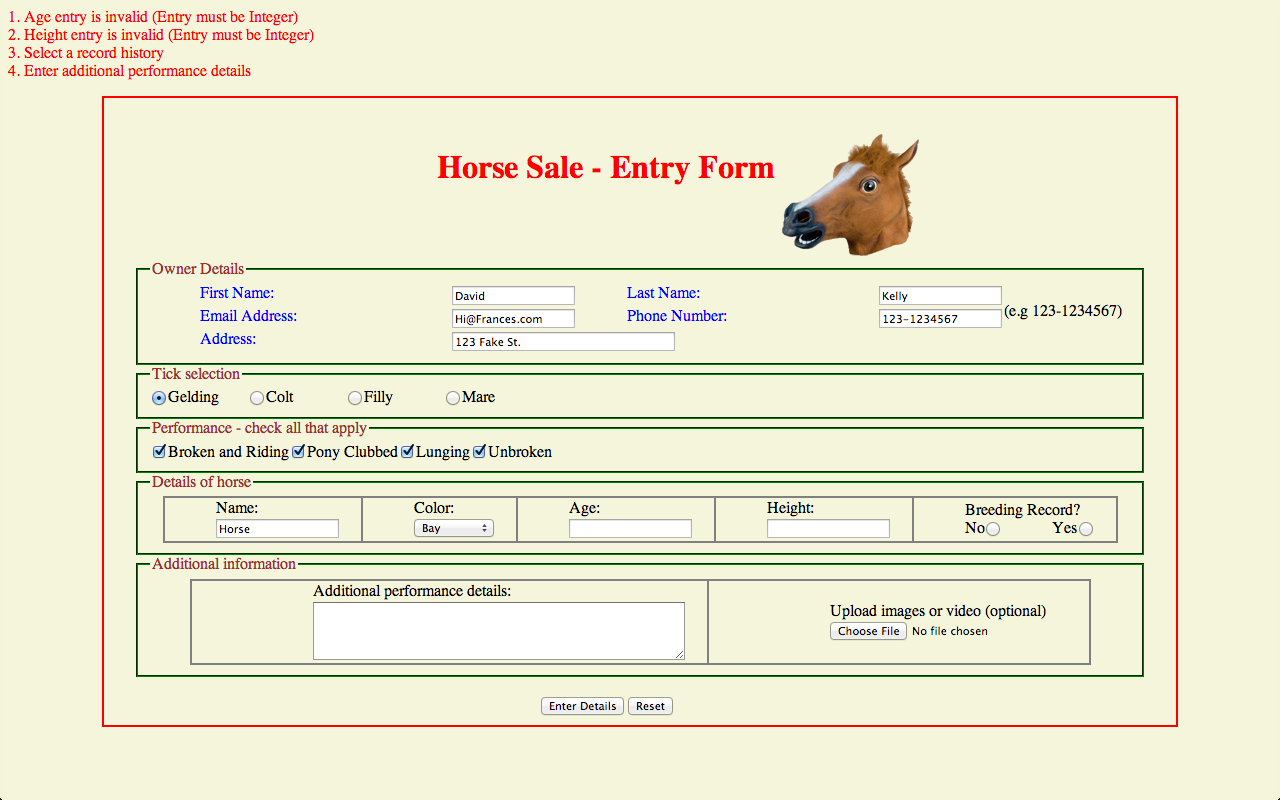 1. Age entry is invalid (Entry must be Integer)
2. Height entry is invalid (Entry must be Integer)
3. Select a record history
4. Enter additional performance details
Horse Sale - Entry Form
Owner Details
First Name: David Last Name: Kelly
Email Address: Hi@Frances.com Phone Number: 123-1234567 (e.g 123-1234567)
Address: 123 Fake St.
Tick selection
Gelding Colt Filly Mare
Performance - check all that apply
Broken and Riding Pony Clubbed Lunging Unbroken
Details of horse
Name: Color: Age: Height: Breeding Record?
Horse Bay No Yes
Additional information
Additional performance details:
Upload images or video (optional)
Choose File No file chosen
Enter Details Reset